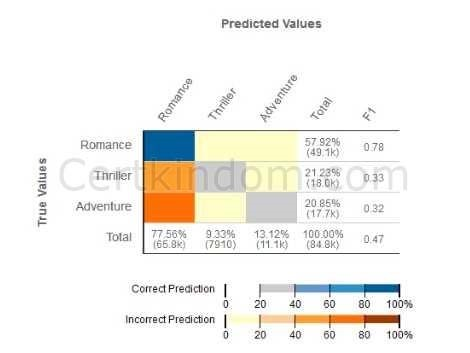 Predicted Values
Romance
Thriller
Adventure
Total
F1
True Values
Romance 57.92% (49.1k) 0.78
Thriller 21.23% (18.0k) 0.33
Adventure 20.85% (17.7k) 0.32
Total 77.56% (65.8k) 9.33% (7910) 13.12% (11.1k) 100.00% (84.8k) 0.47
Certkingdom.com
Correct Prediction
0 20 40 60 80 100%
Incorrect Prediction
0 20 40 60 80 100%